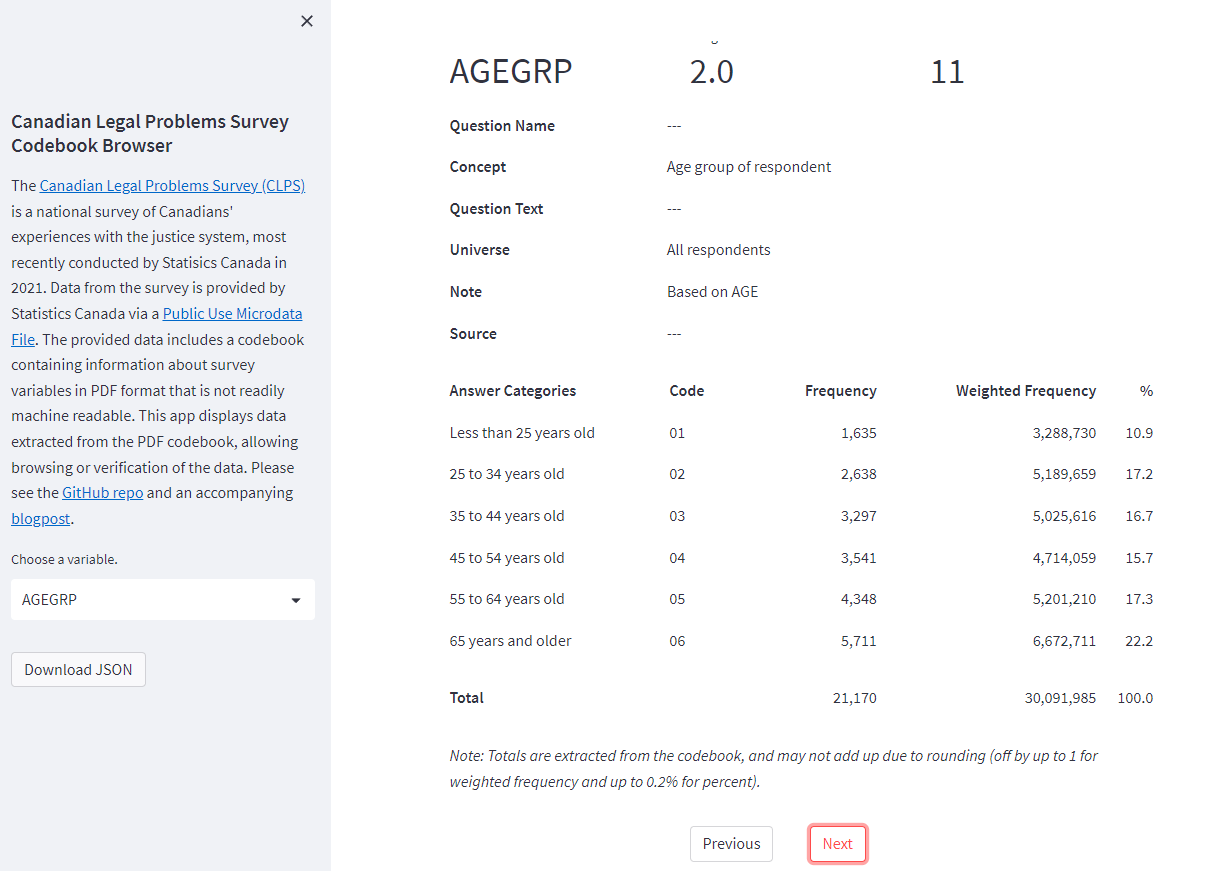 ×
Canadian Legal Problems Survey
Codebook Browser
The Canadian Legal Problems Survey (CLPS)
is a national survey of Canadians'
experiences with the justice system, most
recently conducted by Statisics Canada in
2021. Data from the survey is provided by
Statistics Canada via a Public Use Microdata
File. The provided data includes a codebook
containing information about survey
variables in PDF format that is not readily
machine readable. This app displays data
extracted from the PDF codebook, allowing
browsing or verification of the data. Please
see the GitHub repo and an accompanying
blogpost.
Choose a variable.
AGEGRP
Download JSON
AGEGRP 2.0 11
Question Name ---
Concept Age group of respondent
Question Text ---
Universe All respondents
Note Based on AGE
Source ---
Answer Categories Code Frequency Weighted Frequency %
Less than 25 years old 01 1,635 3,288,730 10.9
25 to 34 years old 02 2,638 5,189,659 17.2
35 to 44 years old 03 3,297 5,025,616 16.7
45 to 54 years old 04 3,541 4,714,059 15.7
55 to 64 years old 05 4,348 5,201,210 17.3
65 years and older 06 5,711 6,672,711 22.2
Total 21,170 30,091,985 100.0
Note: Totals are extracted from the codebook, and may not add up due to rounding (off by up to 1 for
weighted frequency and up to 0.2% for percent).
Previous Next